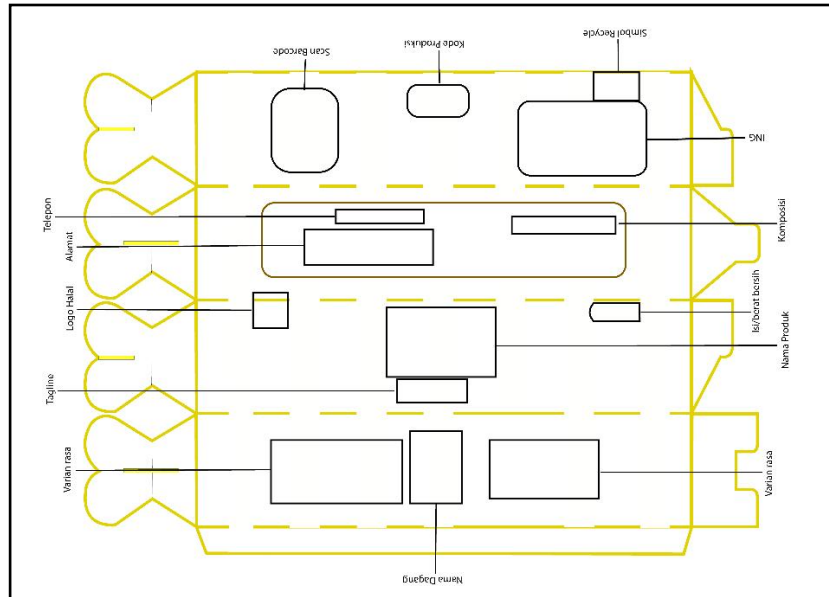 Scan Barcode
Kode Produksi
Simbol Recycle
ING
Telepon
Alamat
Komposisi
Logo Halal
Isi/berat bersih
Nama Produk
Tagline
Varian rasa
Varian rasa
Nama Dagang